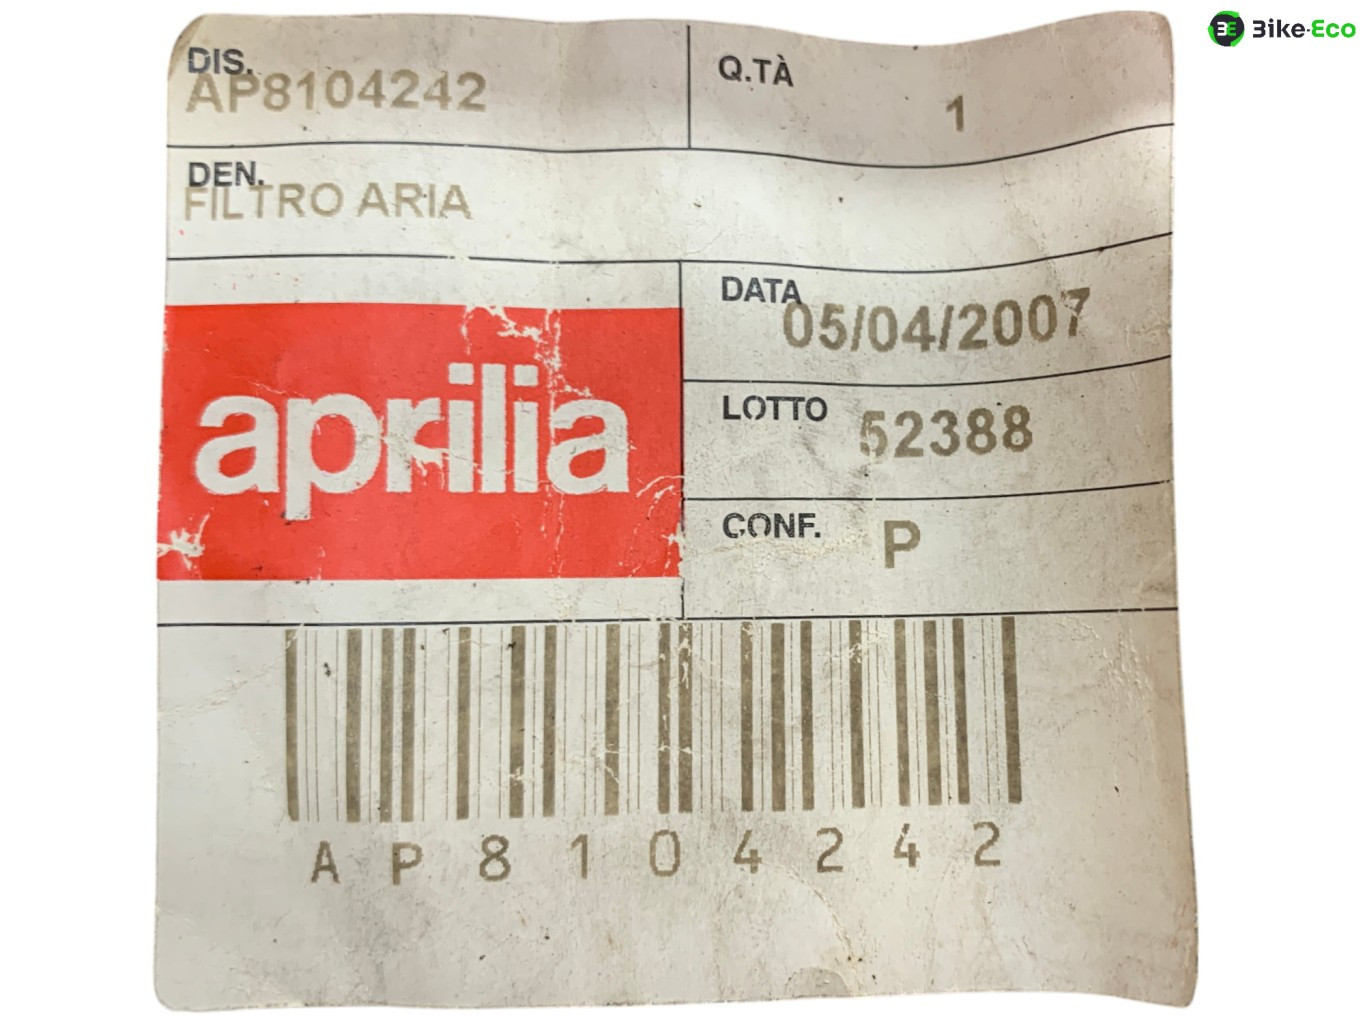 Bike-Eco
DIS.
AP8104242
Q.TÀ
1
DEN.
FILTRO ARIA
aprilia
DATA
05/04/2007
LOTTO
52388
CONF.
P
AP8104242